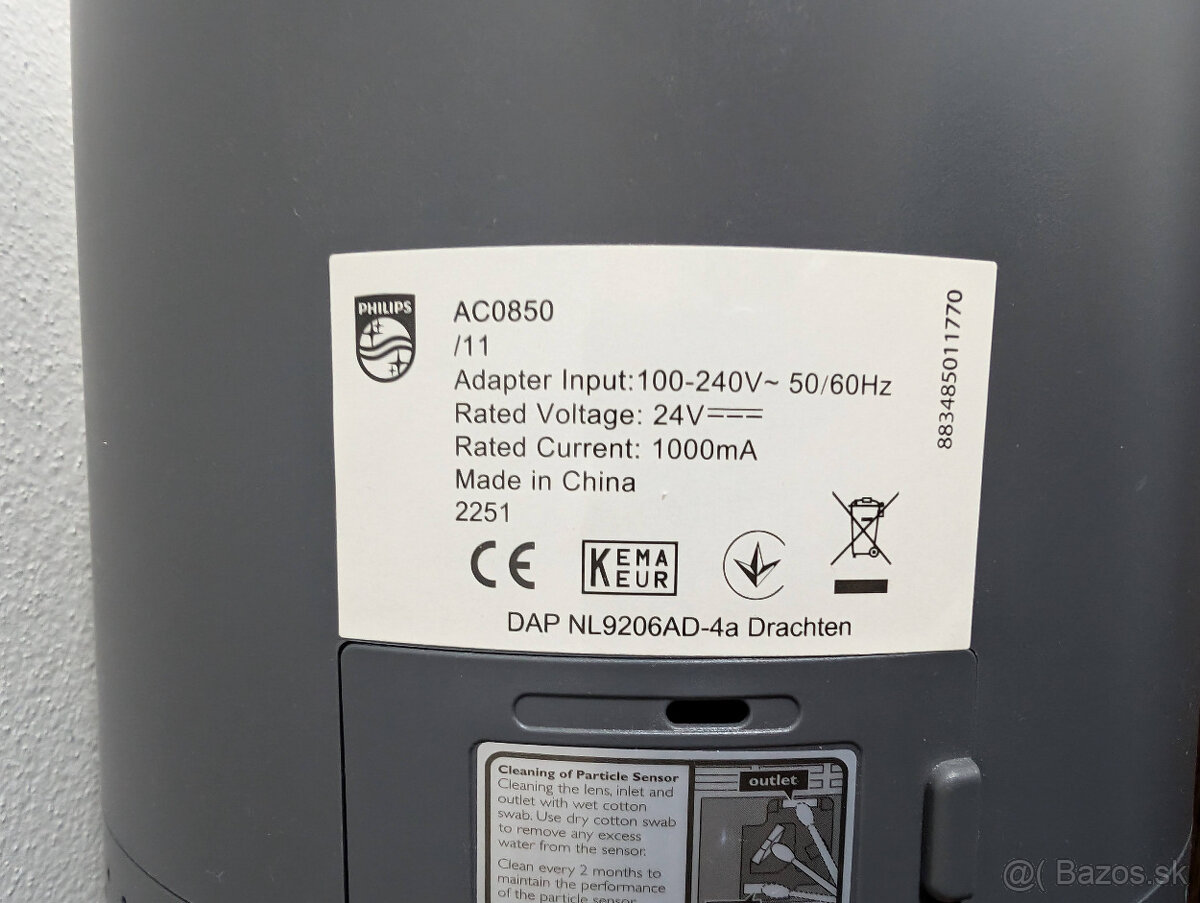 PHILIPS
AC0850
/11
Adapter Input:100-240V~ 50/60Hz
Rated Voltage: 24V
Rated Current: 1000mA
Made in China
2251
883485011770
CE
KEMA
EUR
DAP NL9206AD-4a Drachten
Cleaning of Particle Sensor
Cleaning the lens, inlet and
outlet with wet cotton
swab. Use dry cotton swab
to remove any excess
water from the sensor.
Clean every 2 months to
maintain the performance
of the particle sensor.
outlet
@( Bazos.sk